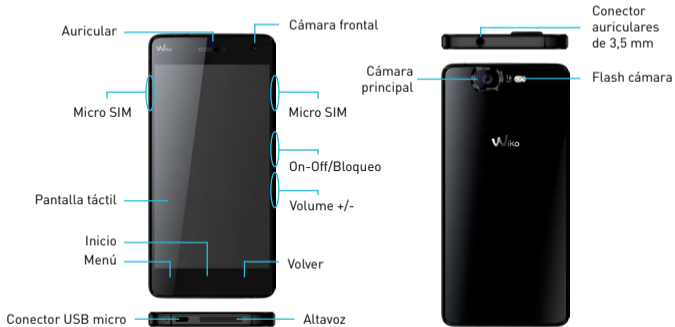 Auricular
Cámara frontal
Wiko
Micro SIM
Micro SIM
On-Off/Bloqueo
Pantalla táctil
Volume +/-
Inicio
Menú
Volver
Conector USB micro
Altavoz
Conector
auriculares
de 3,5 mm
Cámara
principal
Flash cámara
Wiko